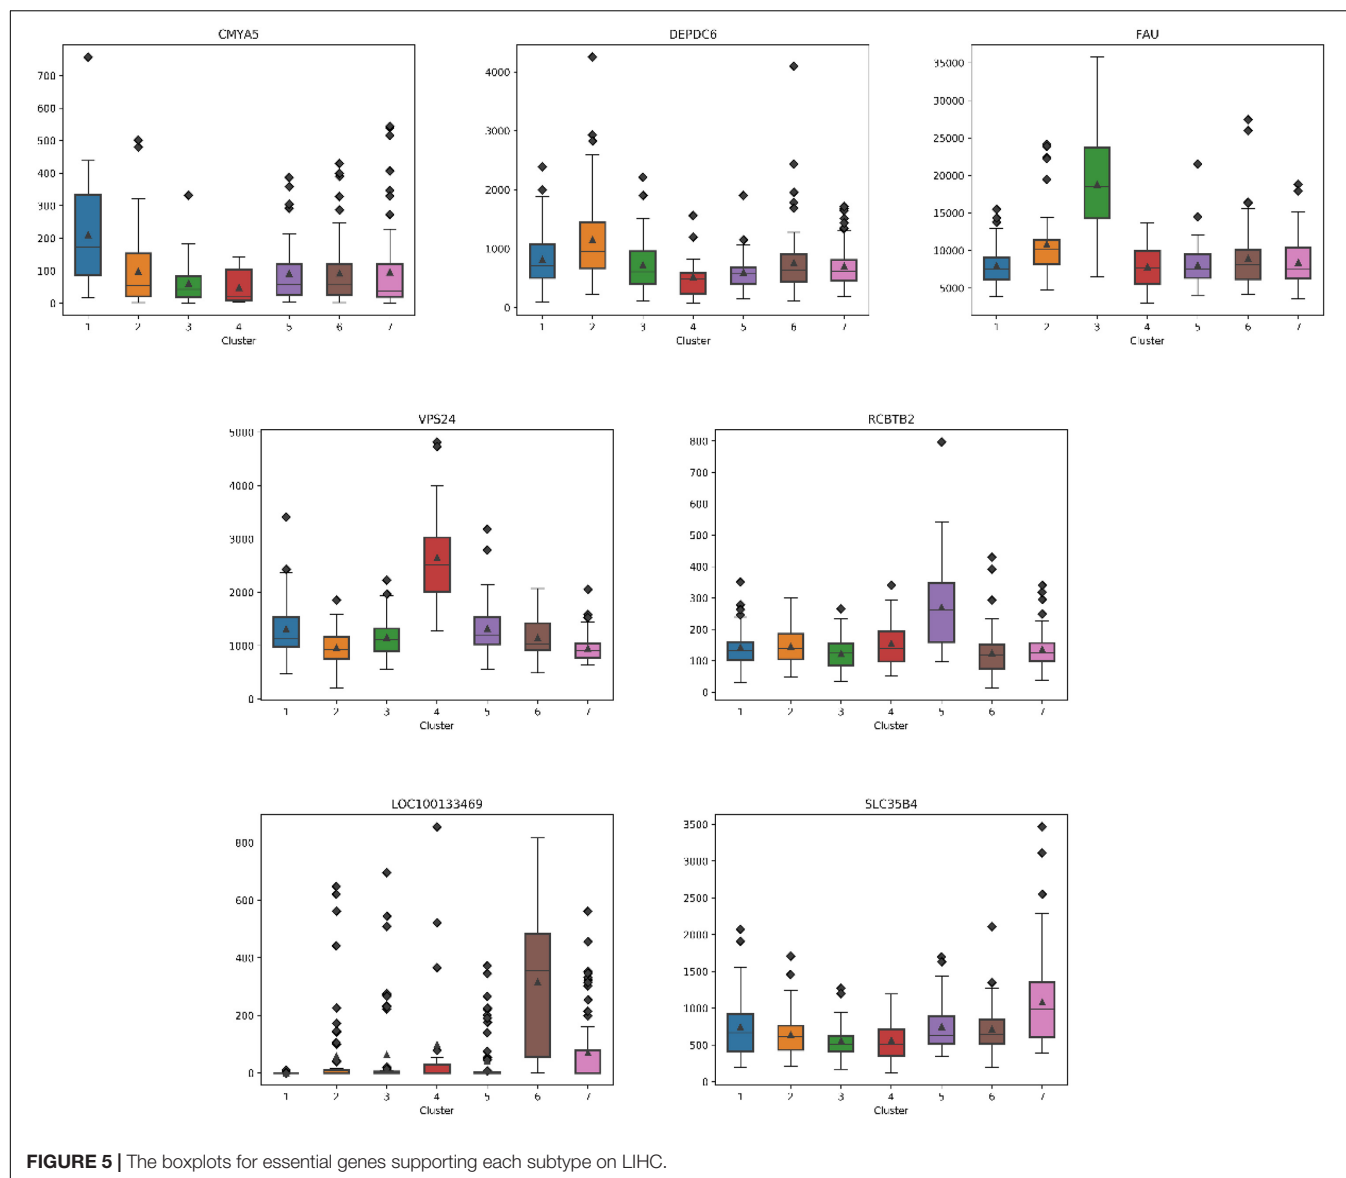 CMYA5
DEPDC6
FAU
700
600
500
400
300
200
100
0
1 2 3 4 5 6 7
Cluster
4000
3000
2000
1000
0
1 2 3 4 5 6 7
Cluster
35000
30000
25000
20000
15000
10000
5000
1 2 3 4 5 6 7
Cluster
VPS24
RCBTB2
5000
4000
3000
2000
1000
0
1 2 3 4 5 6 7
Cluster
800
700
600
500
400
300
200
100
0
1 2 3 4 5 6 7
Cluster
LOC100133469
SLC35B4
800
600
400
200
0
1 2 3 4 5 6 7
Cluster
3500
3000
2500
2000
1500
1000
500
0
1 2 3 4 5 6 7
Cluster
FIGURE 5 | The boxplots for essential genes supporting each subtype on LIHC.